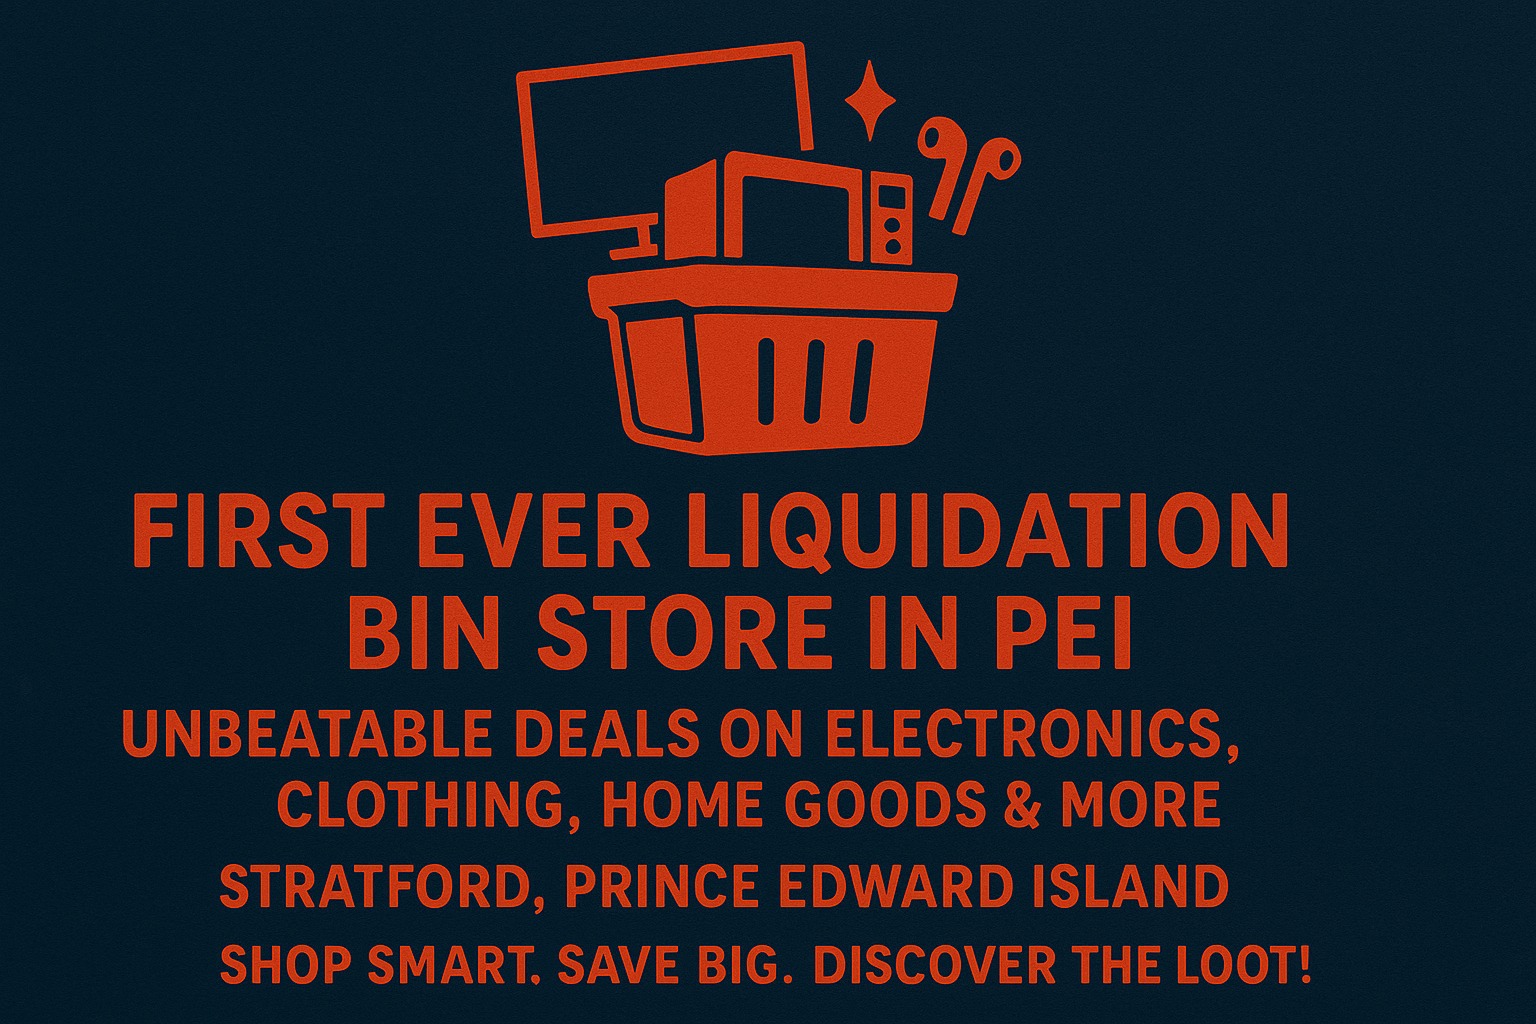 FIRST EVER LIQUIDATION
BIN STORE IN PEI
UNBEATABLE DEALS ON ELECTRONICS,
CLOTHING, HOME GOODS & MORE
STRATFORD, PRINCE EDWARD ISLAND
SHOP SMART. SAVE BIG. DISCOVER THE LOOT!